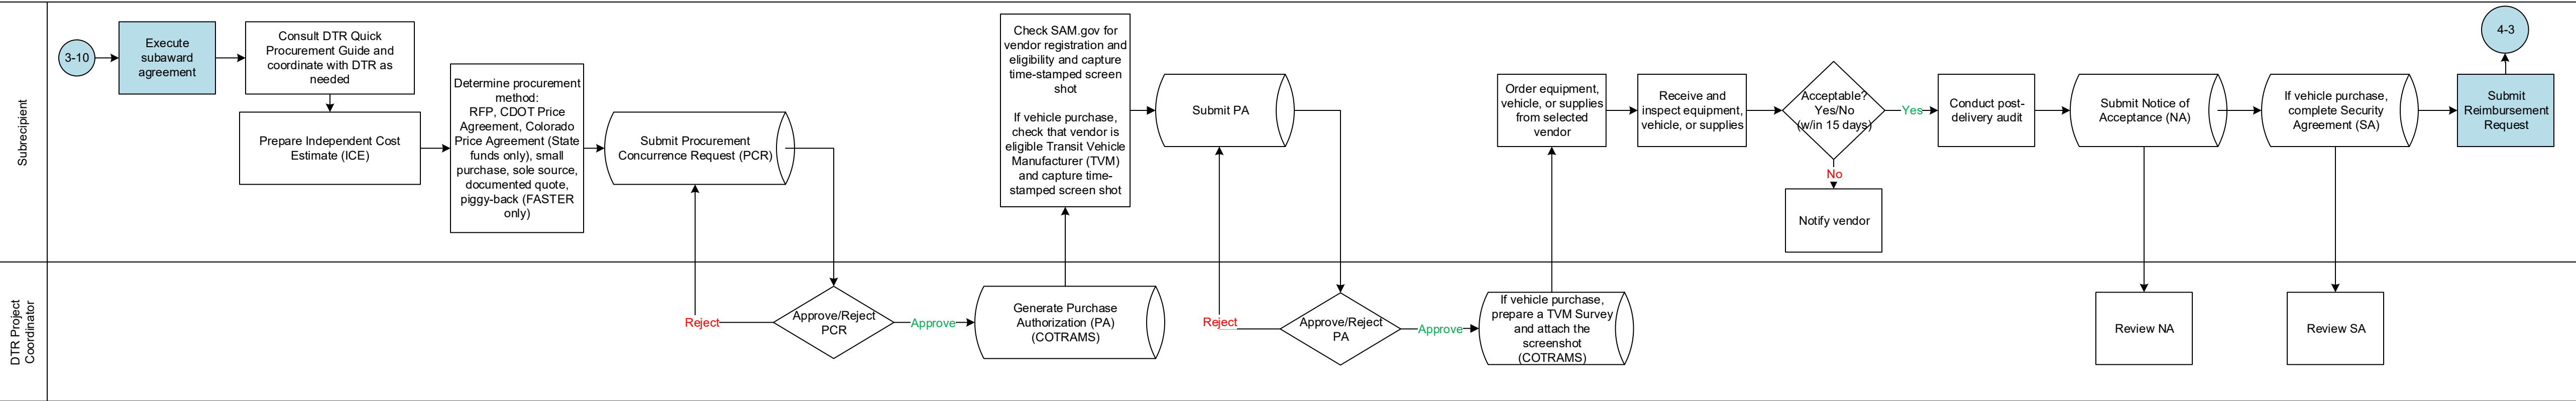 Subrecipient
3-10
Execute
subaward
agreement
Consult DTR Quick
Procurement Guide and
coordinate with DTR as
needed
Prepare Independent Cost
Estimate (ICE)
Determine procurement
method:
RFP, CDOT Price
Agreement, Colorado
Price Agreement (State
funds only), small
purchase, sole source,
documented quote,
piggy-back (FASTER
only)
Submit Procurement
Concurrence Request (PCR)
Check SAM.gov for
vendor registration and
eligibility and capture
time-stamped screen
shot
If vehicle purchase,
check that vendor is
eligible Transit Vehicle
Manufacturer (TVM)
and capture time-
stamped screen shot
Submit PA
Order equipment,
vehicle, or supplies
from selected
vendor
Receive and
inspect equipment,
vehicle, or supplies
Acceptable?
Yes/No
(w/in 15 days)
Yes
No
Notify vendor
Conduct post-
delivery audit
Submit Notice of
Acceptance (NA)
If vehicle purchase,
complete Security
Agreement (SA)
Submit
Reimbursement
Request
4-3
DTR Project
Coordinator
Reject
Approve/Reject
PCR
Approve
Generate Purchase
Authorization (PA)
(COTRAMS)
Reject
Approve/Reject
PA
Approve
If vehicle purchase,
prepare a TVM Survey
and attach the
screenshot
(COTRAMS)
Review NA
Review SA